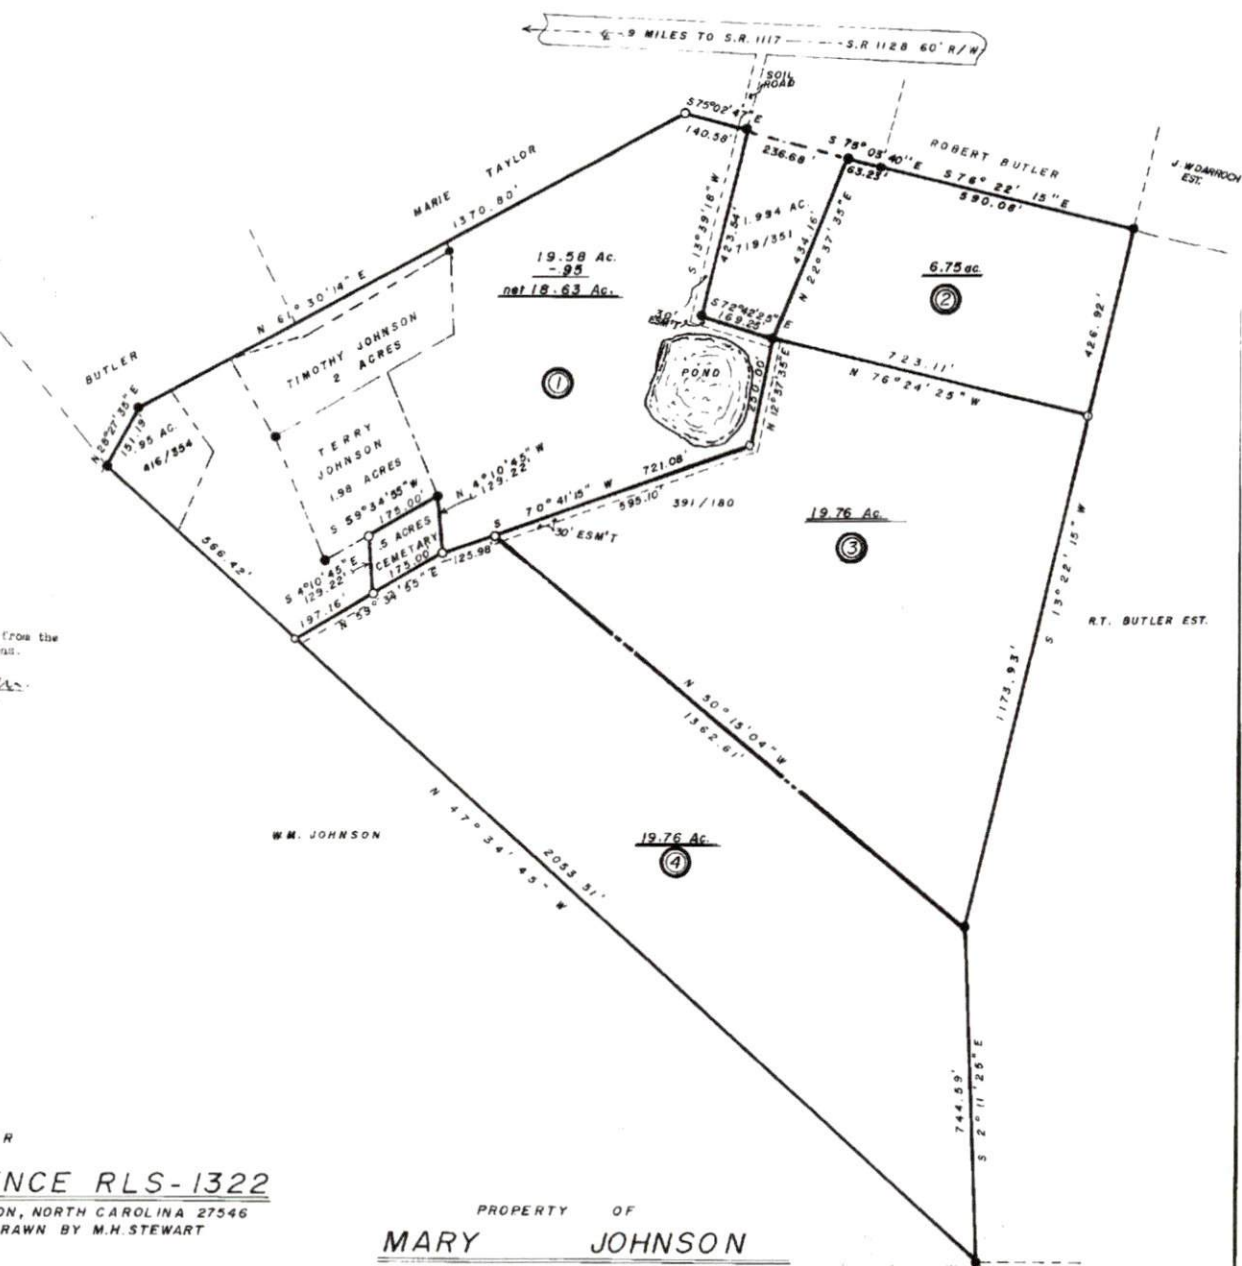 ℄ .9 MILES TO S.R. 1117 S.R 1128 60' R/W
SOIL
ROAD
S 75°02'47" E
140.58'
236.68'
S 75° 03' 40" E
63.23'
ROBERT BUTLER
S 76° 22' 15" E
590.08'
J. W DARROCH
EST.
MARIE TAYLOR
1370.80'
N 61° 30' 14" E
S 13° 39' 18" W
423.54'
1.994 AC.
719/351
434.16'
N 22° 37' 35" E
19.58 Ac.
-.95
net 18.63 Ac.
6.75 ac.
2
426.92'
S 72°42'25" E
169.25'
30'
ESM'T
723.11'
N 76° 24' 25" W
POND
250.00'
N 12° 37' 35" E
1
TIMOTHY JOHNSON
2 ACRES
BUTLER
N 28° 27' 35" E
151.19'
.95 AC.
416/354
TERRY
JOHNSON
1.98 ACRES
S 59° 34' 55" W
175.00'
N 4° 10' 45" W
129.22'
.5 ACRES
CEMETARY
S 4° 10' 45" E
129.22'
175.00'
N 59° 34' 55" E
197.16'
125.98'
721.08'
S 70° 41' 15" W
595.10'
30' ESM'T
391/180
566.42'
19.76 Ac.
3
S 13° 22' 15" W
1173.93'
R.T. BUTLER EST.
from the
N 50° 15' 04" W
1362.61'
W M. JOHNSON
N 47° 34' 45" W
2053.51'
19.76 Ac.
4
744.59'
S 2° 11' 25" E
R
NCE RLS-1322
ON, NORTH CAROLINA 27546
RAWN BY M.H. STEWART
PROPERTY OF
MARY JOHNSON